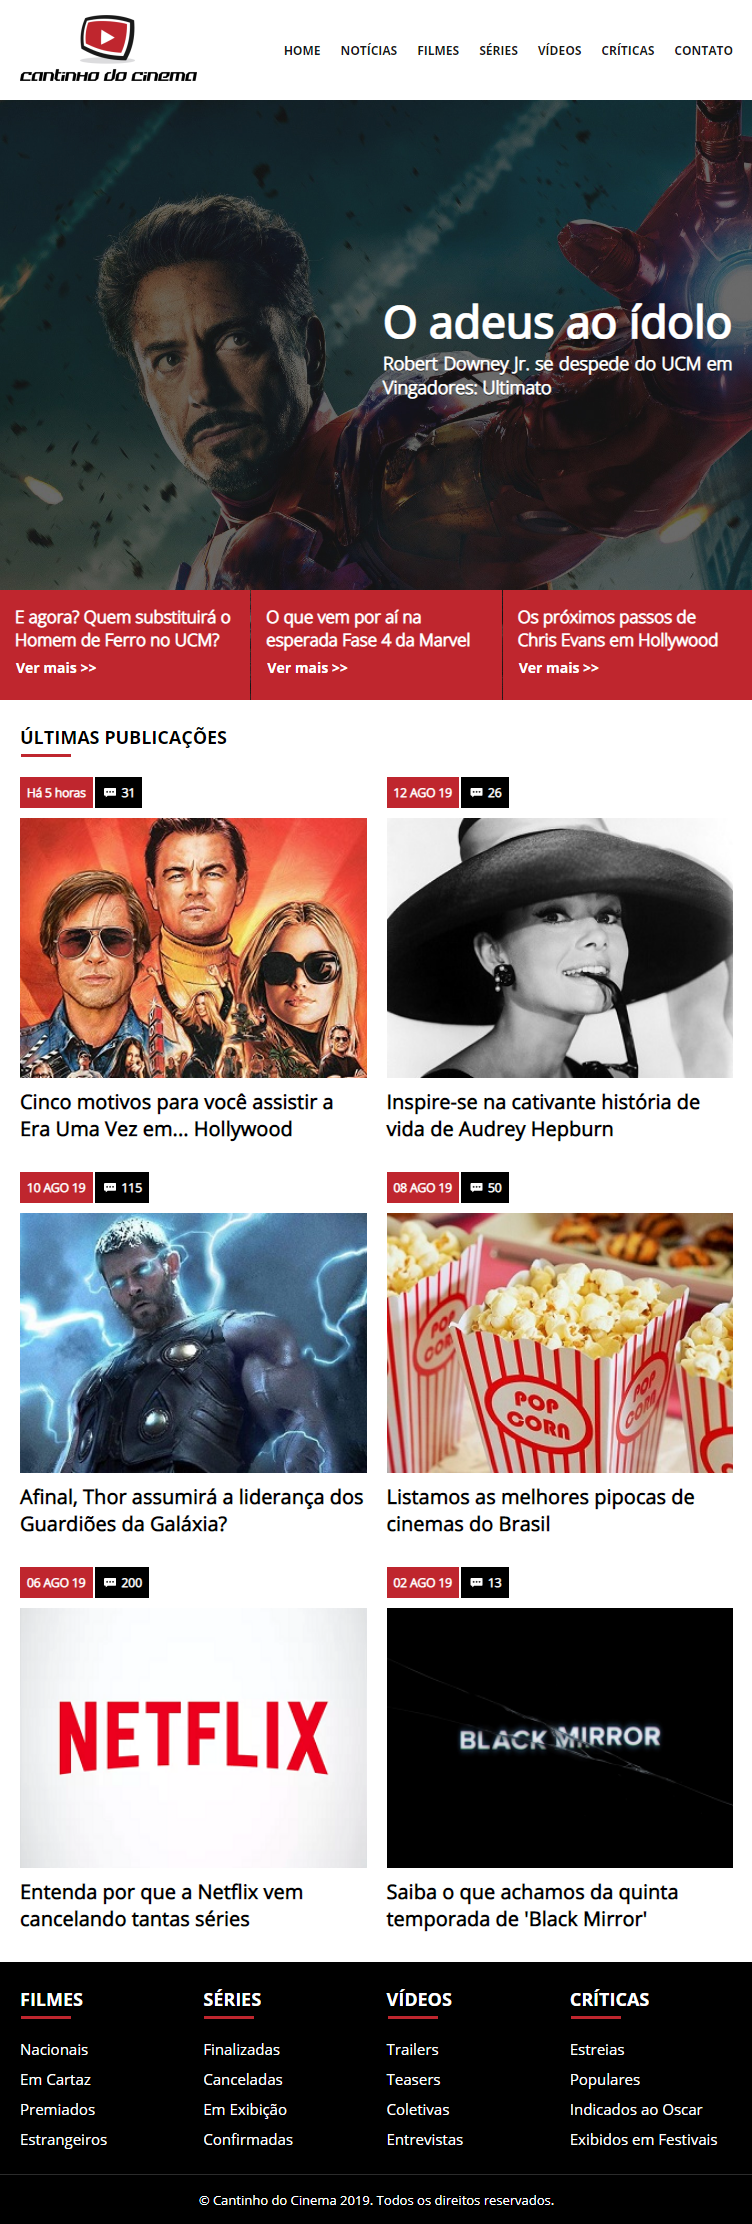 cantinho do cinema
HOME NOTÍCIAS FILMES SÉRIES VÍDEOS CRÍTICAS CONTATO
O adeus ao ídolo
Robert Downey Jr. se despede do UCM em
Vingadores: Ultimato
E agora? Quem substituirá o
Homem de Ferro no UCM?
Ver mais >>
O que vem por aí na
esperada Fase 4 da Marvel
Ver mais >>
Os próximos passos de
Chris Evans em Hollywood
Ver mais >>
ÚLTIMAS PUBLICAÇÕES
Há 5 horas 31
Cinco motivos para você assistir a
Era Uma Vez em... Hollywood
12 AGO 19 26
Inspire-se na cativante história de
vida de Audrey Hepburn
10 AGO 19 115
Afinal, Thor assumirá a liderança dos
Guardiões da Galáxia?
08 AGO 19 50
POP
CORN
POP
CORN
POP
CORN
Listamos as melhores pipocas de
cinemas do Brasil
06 AGO 19 200
NETFLIX
Entenda por que a Netflix vem
cancelando tantas séries
02 AGO 19 13
BLACK MIRROR
Saiba o que achamos da quinta
temporada de 'Black Mirror'
FILMES
Nacionais
Em Cartaz
Premiados
Estrangeiros
SÉRIES
Finalizadas
Canceladas
Em Exibição
Confirmadas
VÍDEOS
Trailers
Teasers
Coletivas
Entrevistas
CRÍTICAS
Estreias
Populares
Indicados ao Oscar
Exibidos em Festivais
© Cantinho do Cinema 2019. Todos os direitos reservados.